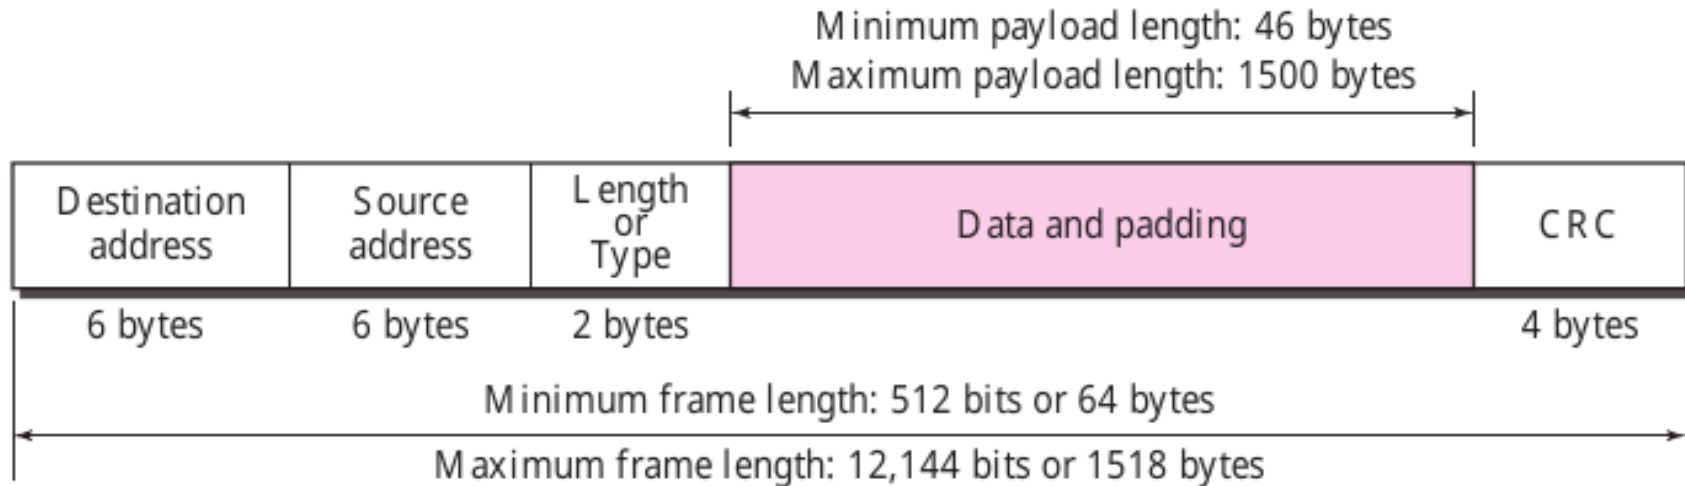 Minimum payload length: 46 bytes
Maximum payload length: 1500 bytes
Destination
address
Source
address
Length
or
Type
Data and padding
CRC
6 bytes
6 bytes
2 bytes
4 bytes
Minimum frame length: 512 bits or 64 bytes
Maximum frame length: 12,144 bits or 1518 bytes